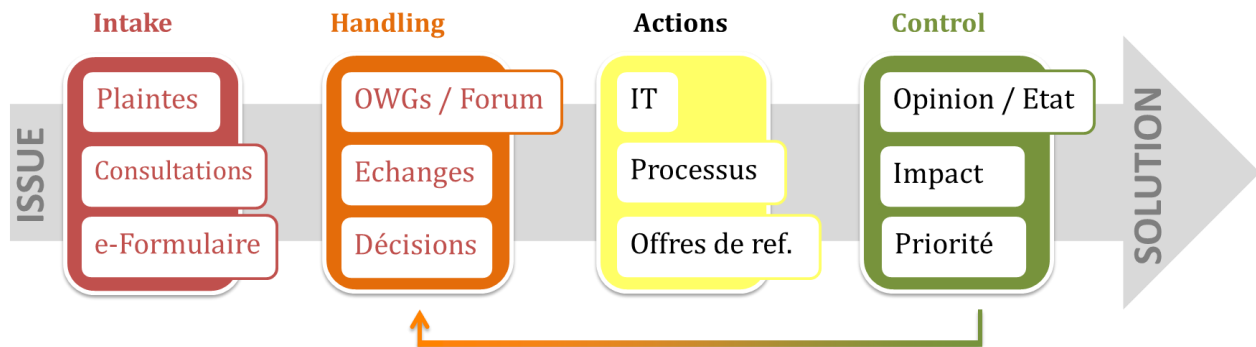 Intake
Handling
Actions
Control
ISSUE
Plaintes
Consultations
e-Formulaire
OWGs / Forum
Echanges
Décisions
IT
Processus
Offres de ref.
Opinion / Etat
Impact
Priorité
SOLUTION